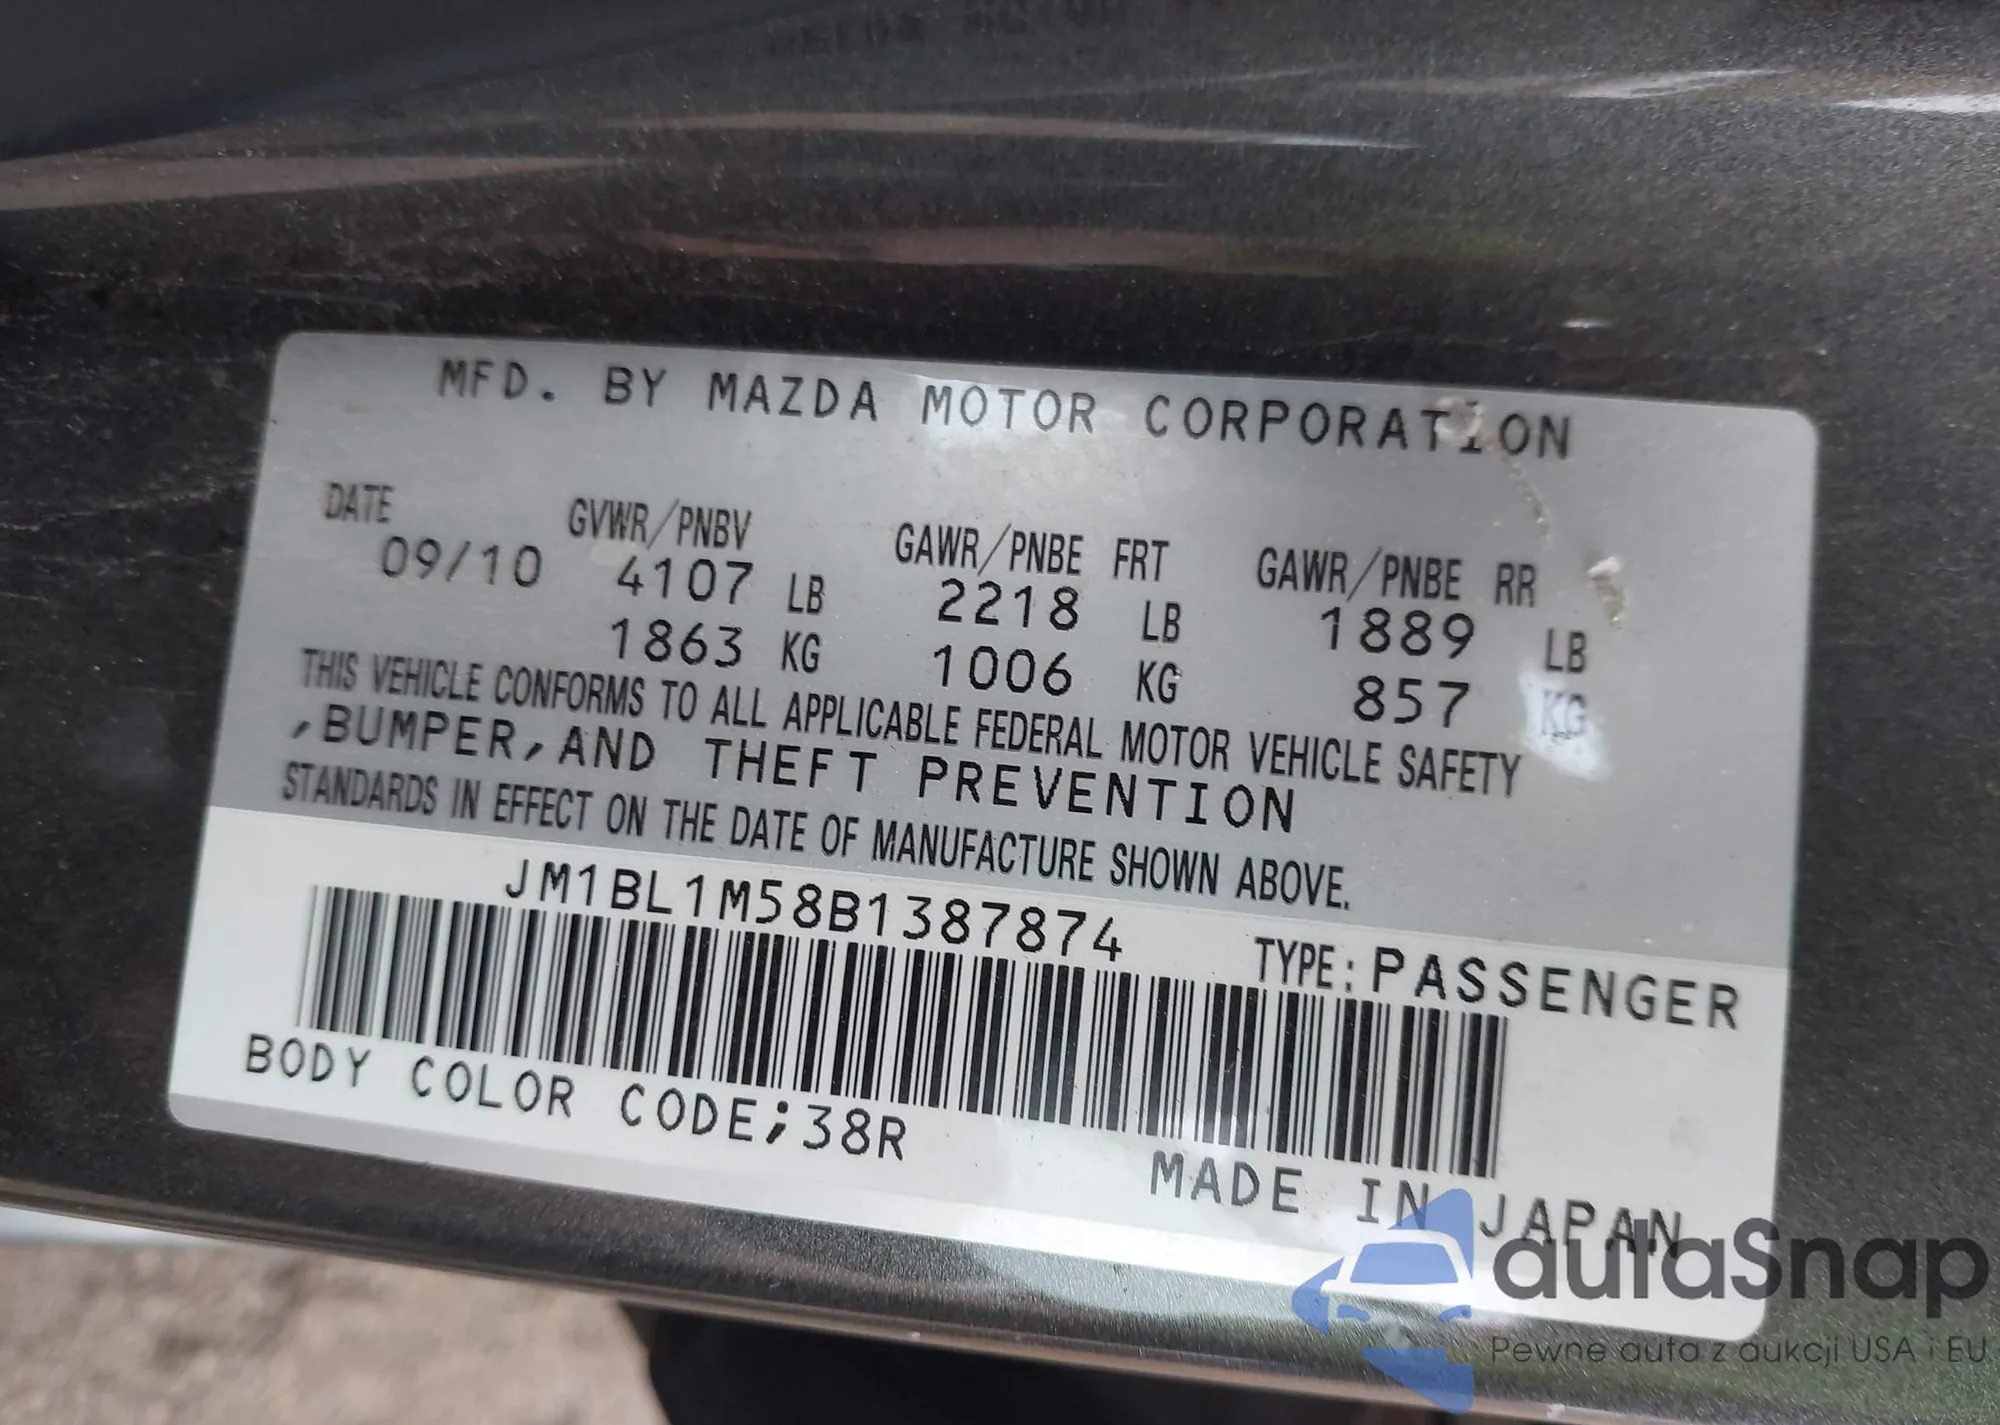 MFD. BY MAZDA MOTOR CORPORATION
DATE GVWR/PNBV GAWR/PNBE FRT GAWR/PNBE RR
09/10 4107 LB 2218 LB 1889 LB
1863 KG 1006 KG 857 KG
THIS VEHICLE CONFORMS TO ALL APPLICABLE FEDERAL MOTOR VEHICLE SAFETY
,BUMPER,AND THEFT PREVENTION
STANDARDS IN EFFECT ON THE DATE OF MANUFACTURE SHOWN ABOVE.
JM1BL1M58B1387874
TYPE:PASSENGER
BODY COLOR CODE;38R
MADE IN JAPAN
autaSnap
Pewne auta z aukcji USA i EU